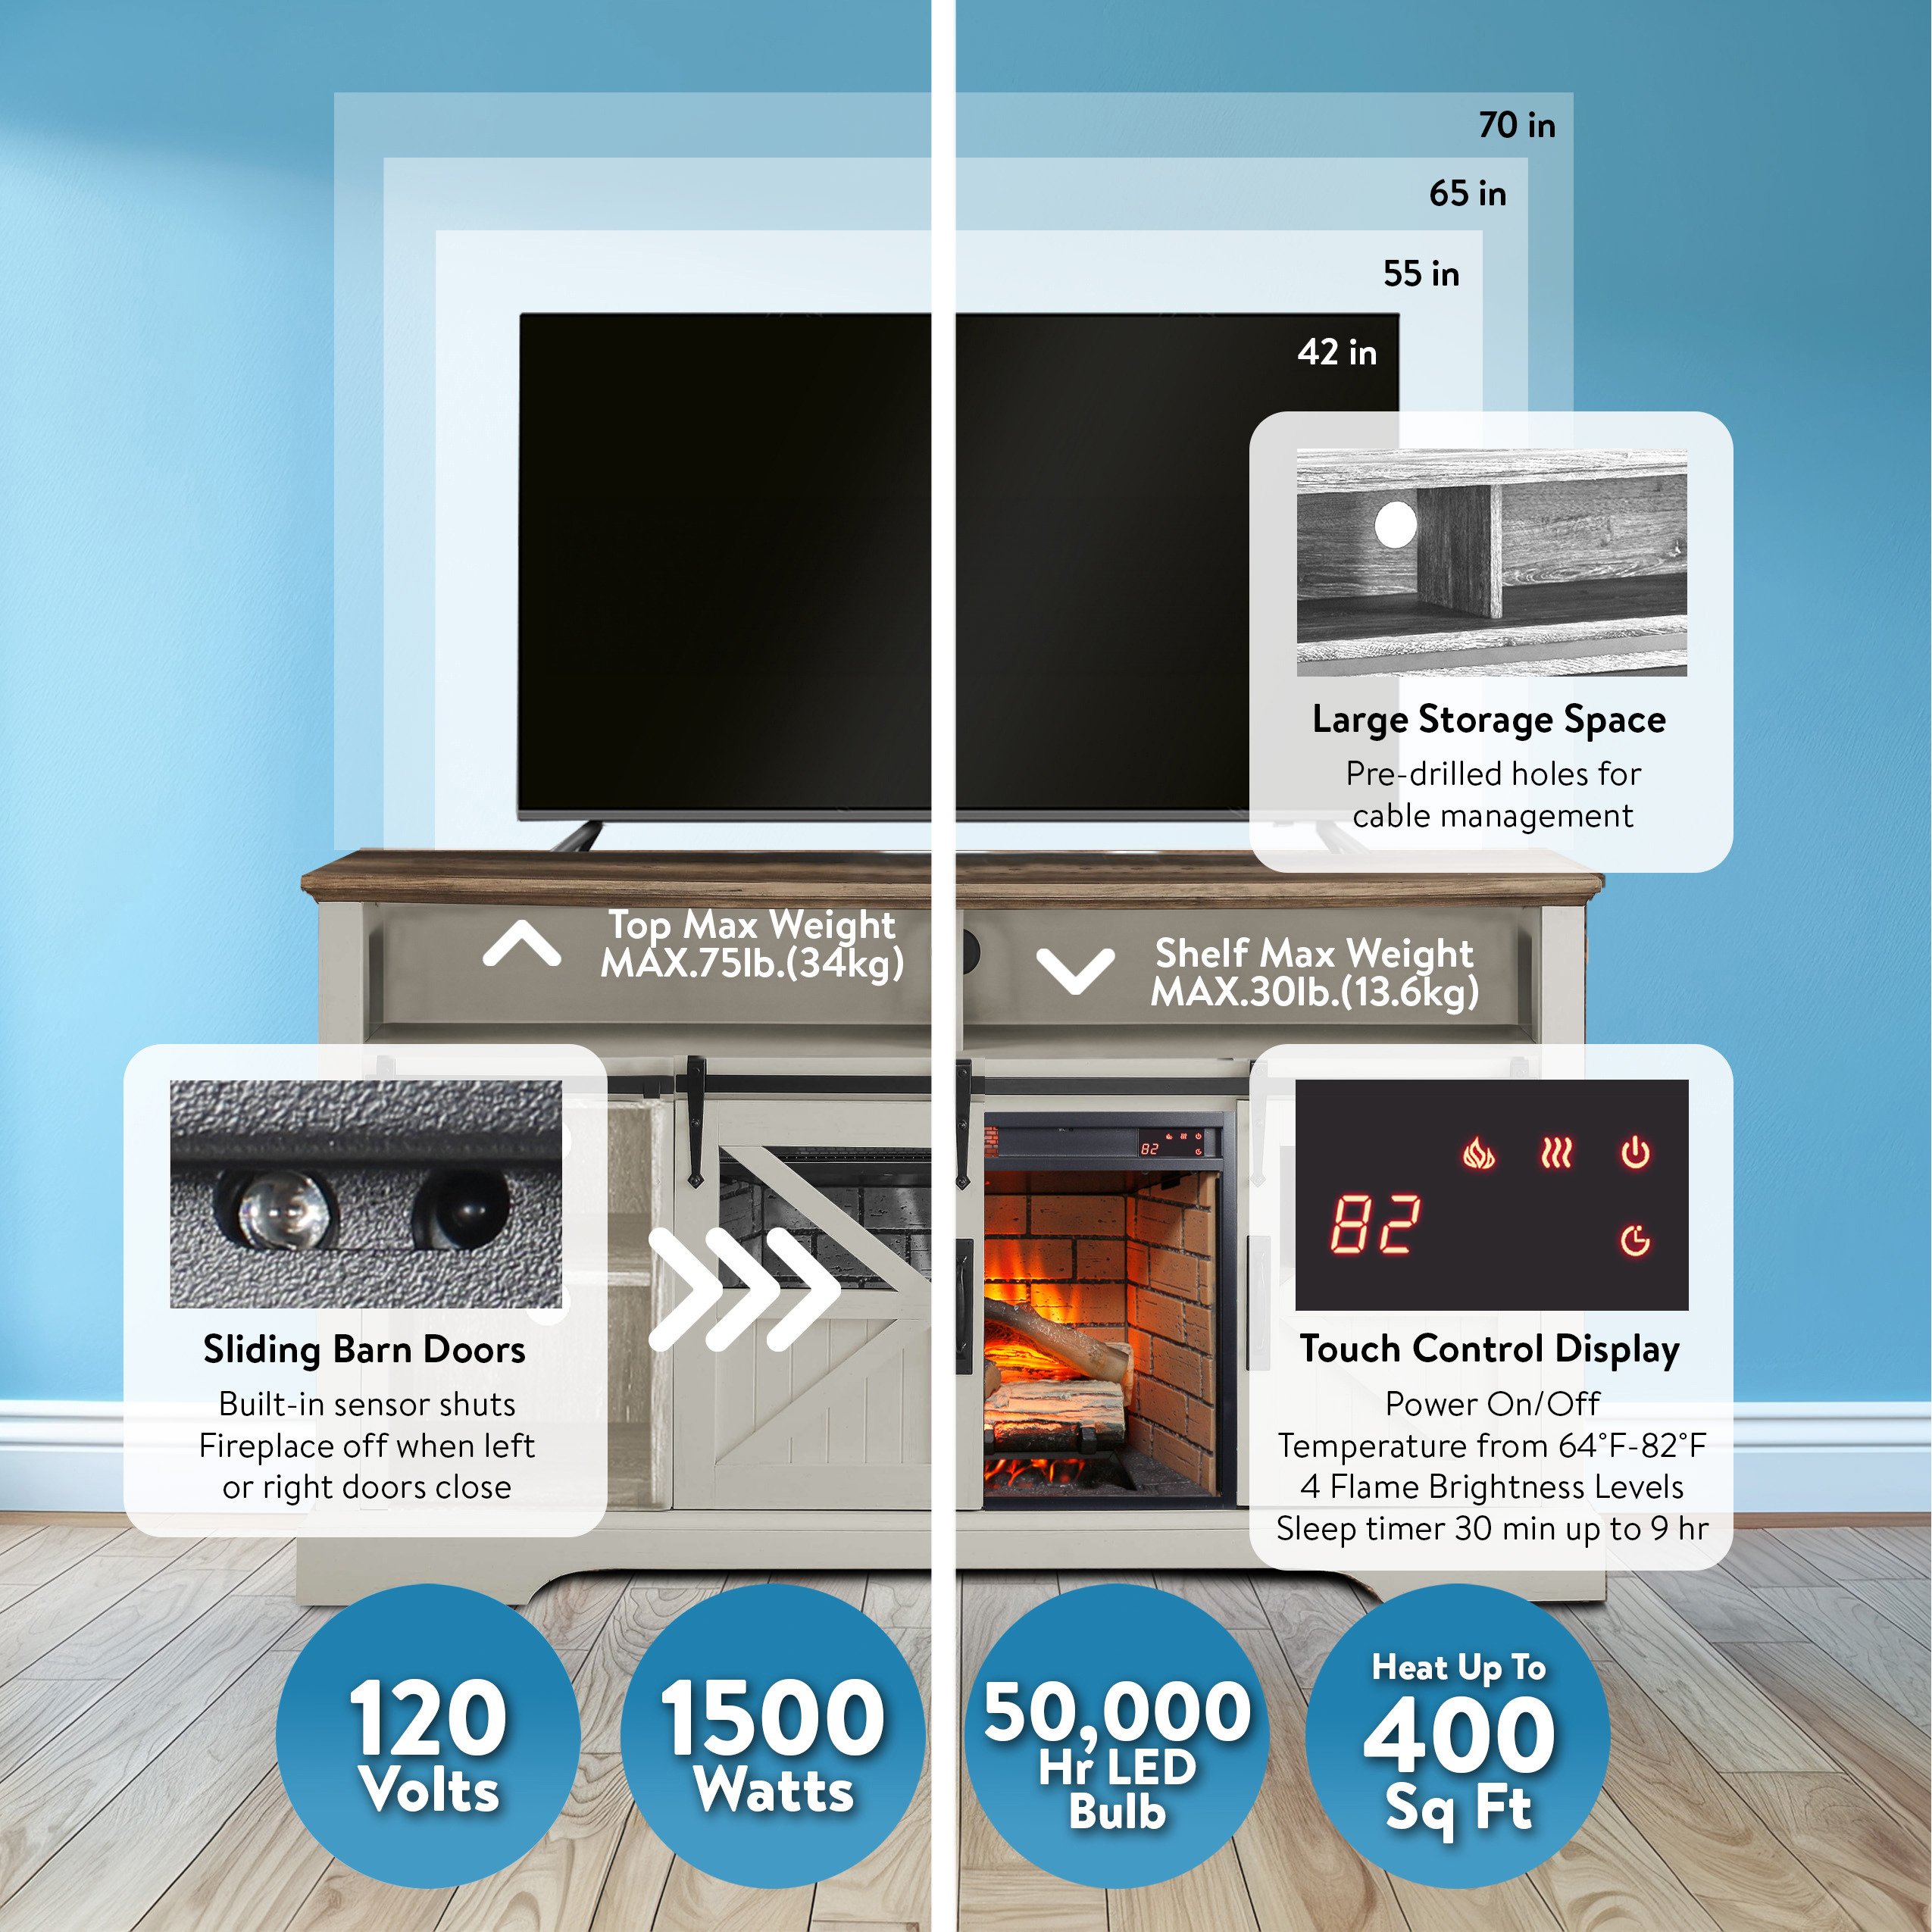 70 in
65 in
55 in
42 in
Large Storage Space
Pre-drilled holes for
cable management
Top Max Weight
MAX.75lb.(34kg)
Shelf Max Weight
MAX.30lb.(13.6kg)
82
82
Sliding Barn Doors
Built-in sensor shuts
Fireplace off when left
or right doors close
Touch Control Display
Power On/Off
Temperature from 64°F-82°F
4 Flame Brightness Levels
Sleep timer 30 min up to 9 hr
120
Volts
1500
Watts
50,000
Hr LED
Bulb
Heat Up To
400
Sq Ft